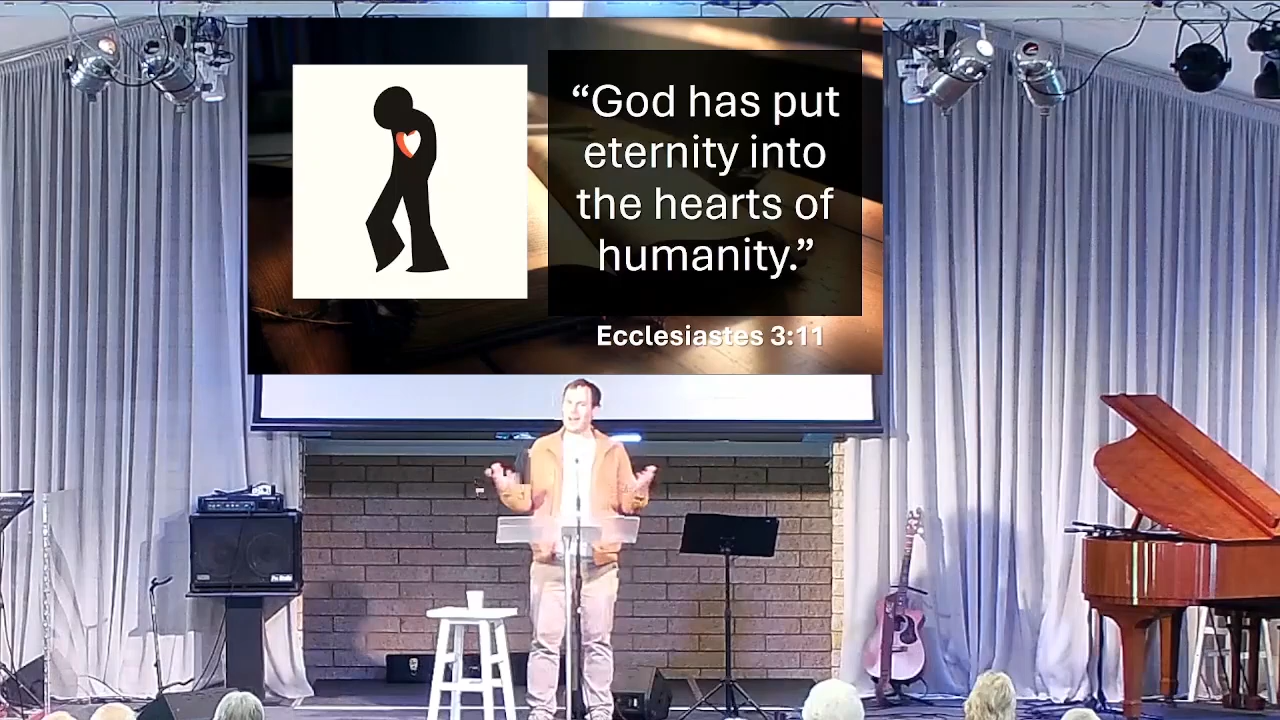 “God has put
eternity into
the hearts of
humanity.”
Ecclesiastes 3:11